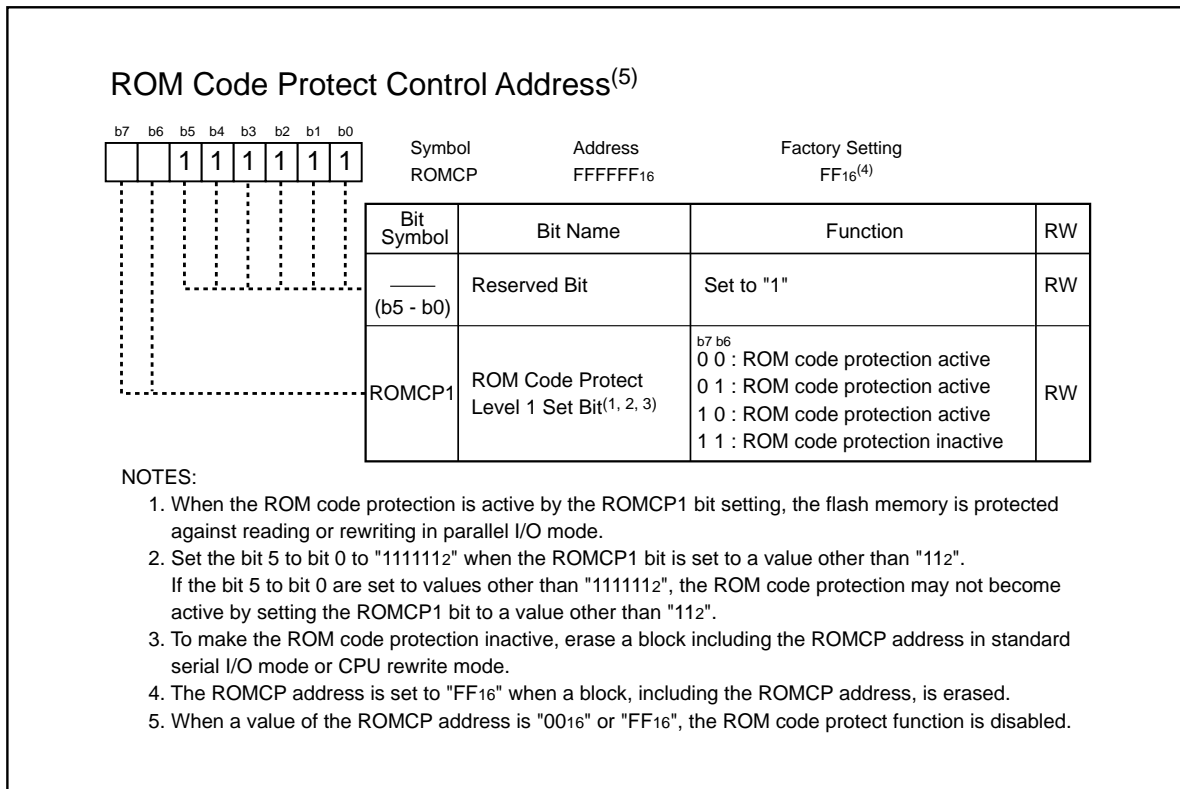 ROM Code Protect Control Address(5)
b7 b6 b5 b4 b3 b2 b1 b0
1 1 1 1 1 1
Symbol Address Factory Setting
ROMCP FFFFFF16 FF16(4)
Bit Symbol Bit Name Function RW
(b5 - b0) Reserved Bit Set to "1" RW
ROMCP1 ROM Code Protect Level 1 Set Bit(1, 2, 3) RW
b7 b6
0 0 : ROM code protection active
0 1 : ROM code protection active
1 0 : ROM code protection active
1 1 : ROM code protection inactive
NOTES:
1. When the ROM code protection is active by the ROMCP1 bit setting, the flash memory is protected
against reading or rewriting in parallel I/O mode.
2. Set the bit 5 to bit 0 to "1111112" when the ROMCP1 bit is set to a value other than "112".
If the bit 5 to bit 0 are set to values other than "1111112", the ROM code protection may not become
active by setting the ROMCP1 bit to a value other than "112".
3. To make the ROM code protection inactive, erase a block including the ROMCP address in standard
serial I/O mode or CPU rewrite mode.
4. The ROMCP address is set to "FF16" when a block, including the ROMCP address, is erased.
5. When a value of the ROMCP address is "0016" or "FF16", the ROM code protect function is disabled.